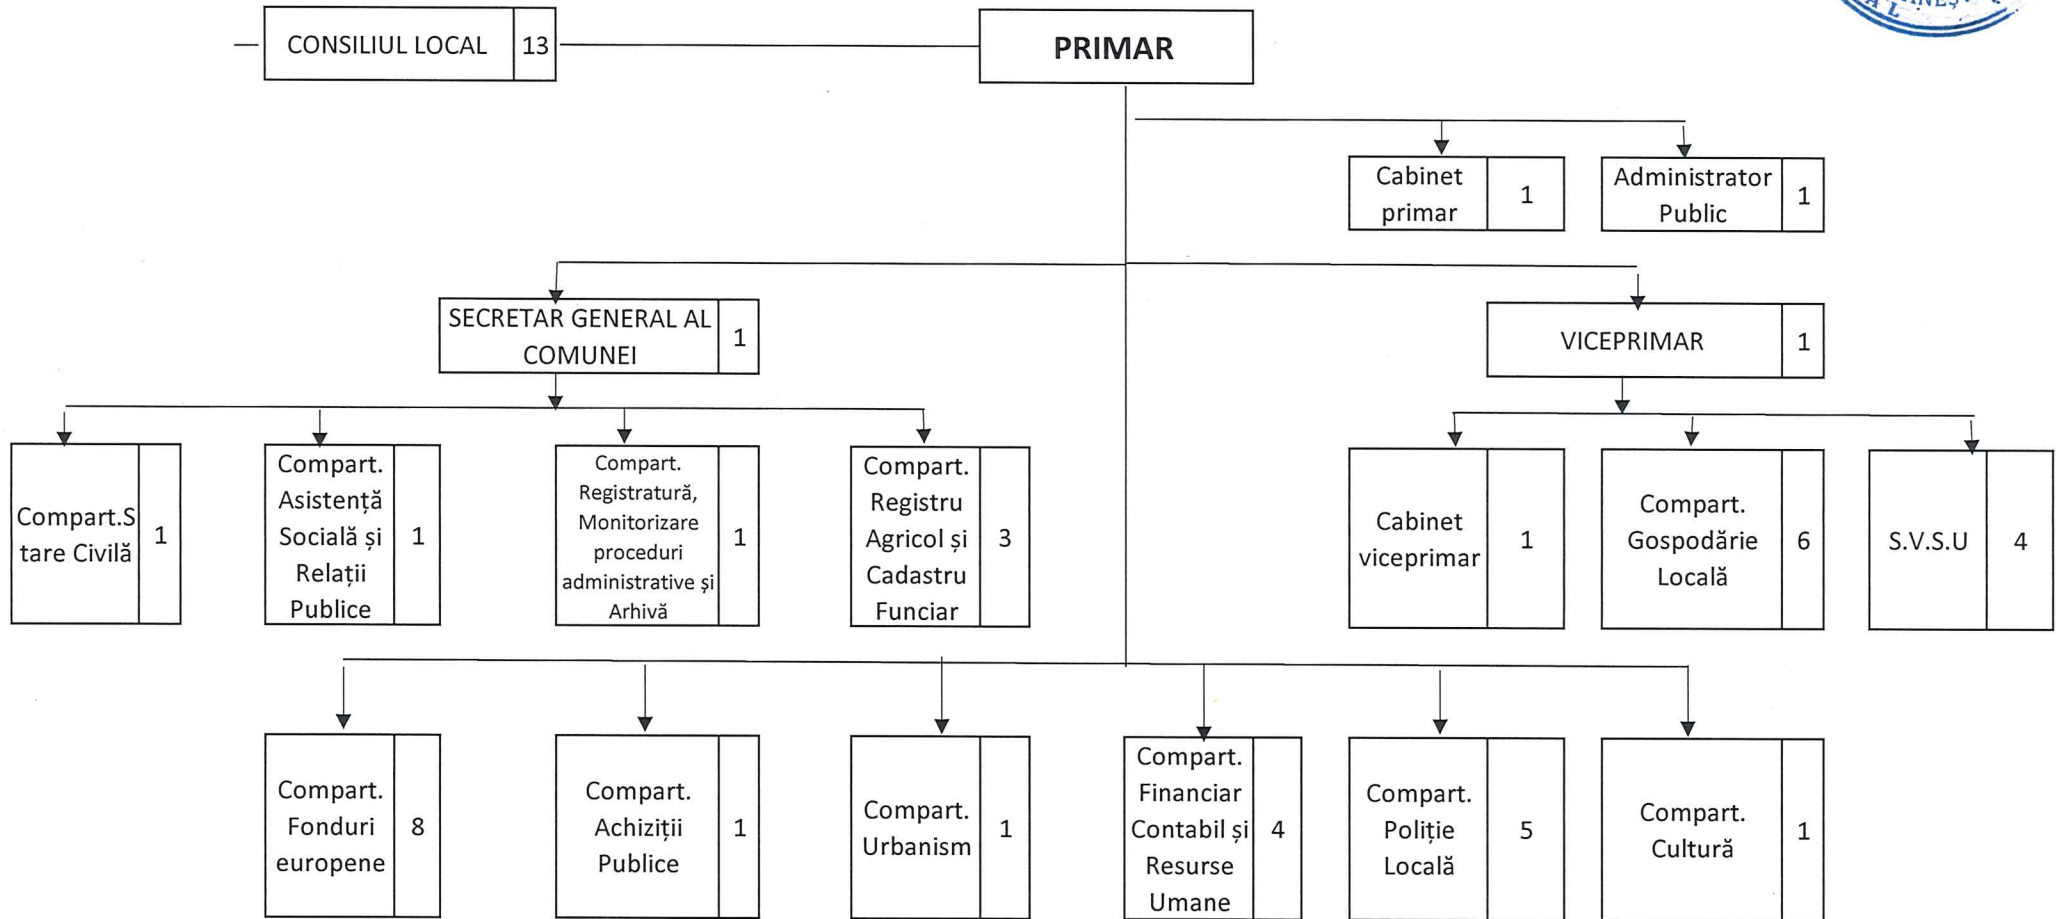 CONSILIUL LOCAL 13
PRIMAR
Cabinet
primar
1
Administrator
Public
1
SECRETAR GENERAL AL
COMUNEI
1
VICEPRIMAR 1
Compart.S
tare Civilă
1
Compart.
Asistență
Socială și
Relații
Publice
1
Compart.
Registratură,
Monitorizare
proceduri
administrative și
Arhivă
1
Compart.
Registru
Agricol și
Cadastru
Funciar
3
Cabinet
viceprimar
1
Compart.
Gospodărie
Locală
6
S.V.S.U 4
Compart.
Fonduri
europene
8
Compart.
Achiziții
Publice
1
Compart.
Urbanism
1
Compart.
Financiar
Contabil și
Resurse
Umane
4
Compart.
Poliție
Locală
5
Compart.
Cultură
1